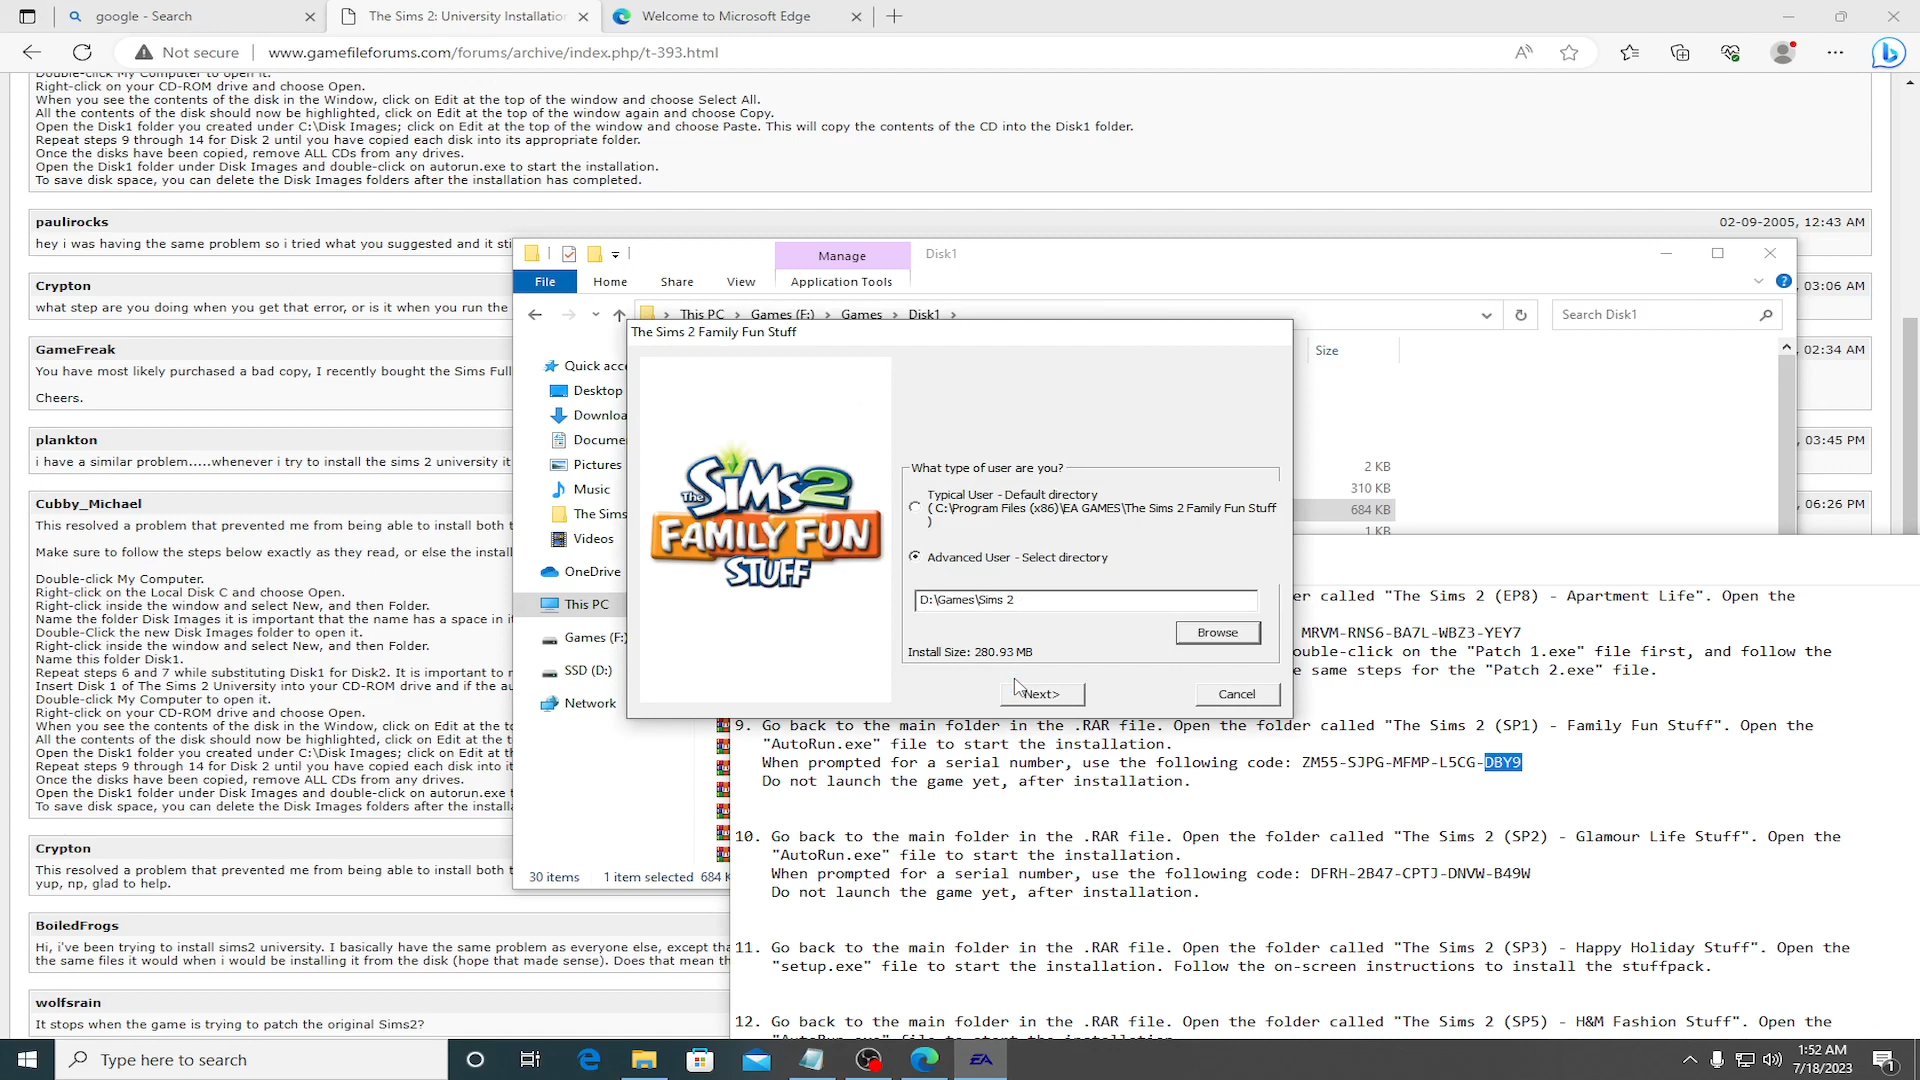 google - Search
The Sims 2: University Installation
Welcome to Microsoft Edge
Not secure
www.gamefileforums.com/forums/archive/index.php/t-393.html
Double-click My Computer to open it.
Right-click on your CD-ROM drive and choose Open.
When you see the contents of the disk in the Window, click on Edit at the top of the window and choose Select All.
All the contents of the disk should now be highlighted, click on Edit at the top of the window again and choose Copy.
Open the Disk1 folder you created under C:\Disk Images; click on Edit at the top of the window and choose Paste. This will copy the contents of the CD into the Disk1 folder.
Repeat steps 9 through 14 for Disk 2 until you have copied each disk into its appropriate folder.
Once the disks have been copied, remove ALL CDs from any drives.
Open the Disk1 folder under Disk Images and double-click on autorun.exe to start the installation.
To save disk space, you can delete the Disk Images folders after the installation has completed.
paulirocks
02-09-2005, 12:43 AM
hey i was having the same problem so i tried what you suggested and it sti
Crypton
, 03:06 AM
what step are you doing when you get that error, or is it when you run the
GameFreak
, 02:34 AM
You have most likely purchased a bad copy, I recently bought the Sims Full
Cheers.
plankton
, 03:45 PM
i have a similar problem.....whenever i try to install the sims 2 university it
Cubby_Michael
, 06:26 PM
This resolved a problem that prevented me from being able to install both t
Make sure to follow the steps below exactly as they read, or else the install
Double-click My Computer.
Right-click on the Local Disk C and choose Open.
Right-click inside the window and select New, and then Folder.
Name the folder Disk Images it is important that the name has a space in it
Double-Click the new Disk Images folder to open it.
Right-click inside the window and select New, and then Folder.
Name this folder Disk1.
Repeat steps 6 and 7 while substituting Disk1 for Disk2. It is important to n
Insert Disk 1 of The Sims 2 University into your CD-ROM drive and if the au
Double-click My Computer to open it.
Right-click on your CD-ROM drive and choose Open.
When you see the contents of the disk in the Window, click on Edit at the to
All the contents of the disk should now be highlighted, click on Edit at the t
Open the Disk1 folder you created under C:\Disk Images; click on Edit at t
Repeat steps 9 through 14 for Disk 2 until you have copied each disk into it
Once the disks have been copied, remove ALL CDs from any drives.
Open the Disk1 folder under Disk Images and double-click on autorun.exe t
To save disk space, you can delete the Disk Images folders after the installa
Crypton
This resolved a problem that prevented me from being able to install both t
yup, np, glad to help.
BoiledFrogs
Hi, i've been trying to install sims2 university. I basically have the same problem as everyone else, except tha
the same files it would when i would be installing it from the disk (hope that made sense). Does that mean th
wolfsrain
It stops when the game is trying to patch the original Sims2?
Manage
Disk1
File
Home
Share
View
Application Tools
This PC
Games (F:)
Games
Disk1
Search Disk1
Size
Quick acce
Desktop
Downloa
Docume
Pictures
Music
The Sims
Videos
OneDrive
This PC
Games (F:)
SSD (D:)
Network
2 KB
310 KB
684 KB
1 KB
30 items
1 item selected 684 K
The Sims 2 Family Fun Stuff
The Sims 2
FAMILY FUN
STUFF
What type of user are you?
Typical User - Default directory
( C:\Program Files (x86)\EA GAMES\The Sims 2 Family Fun Stuff
)
Advanced User - Select directory
D:\Games\Sims 2
Browse
Install Size: 280.93 MB
Next>
Cancel
er called "The Sims 2 (EP8) - Apartment Life". Open the
MRVM-RNS6-BA7L-WBZ3-YEY7
ouble-click on the "Patch 1.exe" file first, and follow the
e same steps for the "Patch 2.exe" file.
9. Go back to the main folder in the .RAR file. Open the folder called "The Sims 2 (SP1) - Family Fun Stuff". Open the
"AutoRun.exe" file to start the installation.
When prompted for a serial number, use the following code: ZM55-SJPG-MFMP-L5CG-DBY9
Do not launch the game yet, after installation.
10. Go back to the main folder in the .RAR file. Open the folder called "The Sims 2 (SP2) - Glamour Life Stuff". Open the
"AutoRun.exe" file to start the installation.
When prompted for a serial number, use the following code: DFRH-2B47-CPTJ-DNVW-B49W
Do not launch the game yet, after installation.
11. Go back to the main folder in the .RAR file. Open the folder called "The Sims 2 (SP3) - Happy Holiday Stuff". Open the
"setup.exe" file to start the installation. Follow the on-screen instructions to install the stuffpack.
12. Go back to the main folder in the .RAR file. Open the folder called "The Sims 2 (SP5) - H&M Fashion Stuff". Open the
Type here to search
EA
1:52 AM
7/18/2023
1